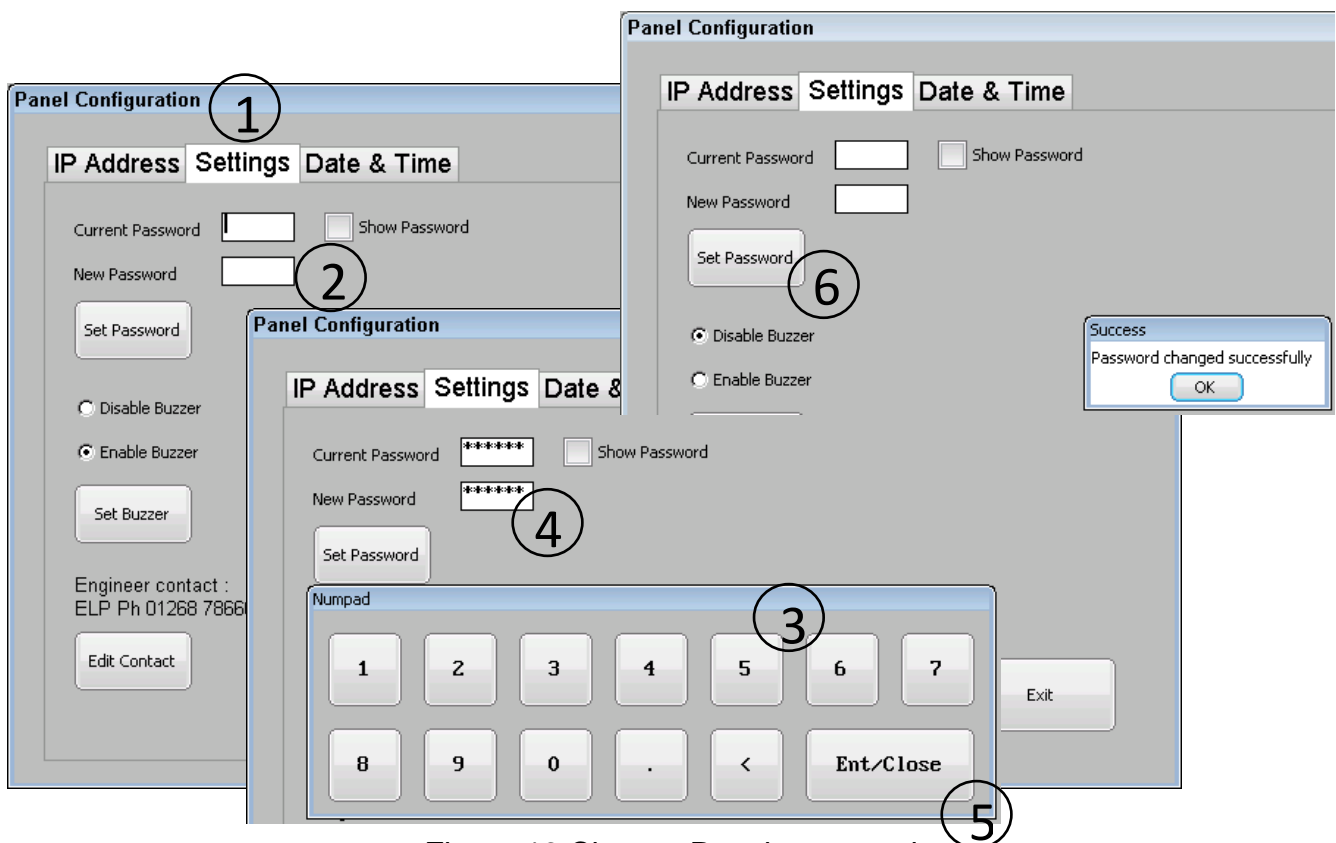 Panel Configuration
1
IP Address Settings Date & Time
Current Password Show Password
New Password
2
Set Password
Disable Buzzer
Enable Buzzer
Set Buzzer
Engineer contact :
ELP Ph 01268
Edit Contact
Exit
Panel Configuration
IP Address Settings Date &
Current Password ****** Show Password
New Password ******
4
Set Password
Numpad
3
1 2 3 4 5 6 7
8 9 0 . < Ent/Close
5
Panel Configuration
IP Address Settings Date & Time
Current Password Show Password
New Password
Set Password
6
Disable Buzzer
Enable Buzzer
Success
Password changed successfully
OK